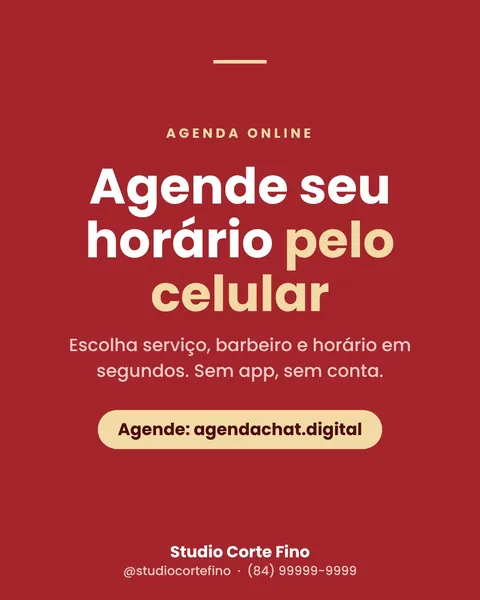 AGENDA ONLINE
Agende seu
horário pelo
celular
Escolha serviço, barbeiro e horário em
segundos. Sem app, sem conta.
Agende: agendachat.digital
Studio Corte Fino
@studiocortefino · (84) 99999-9999